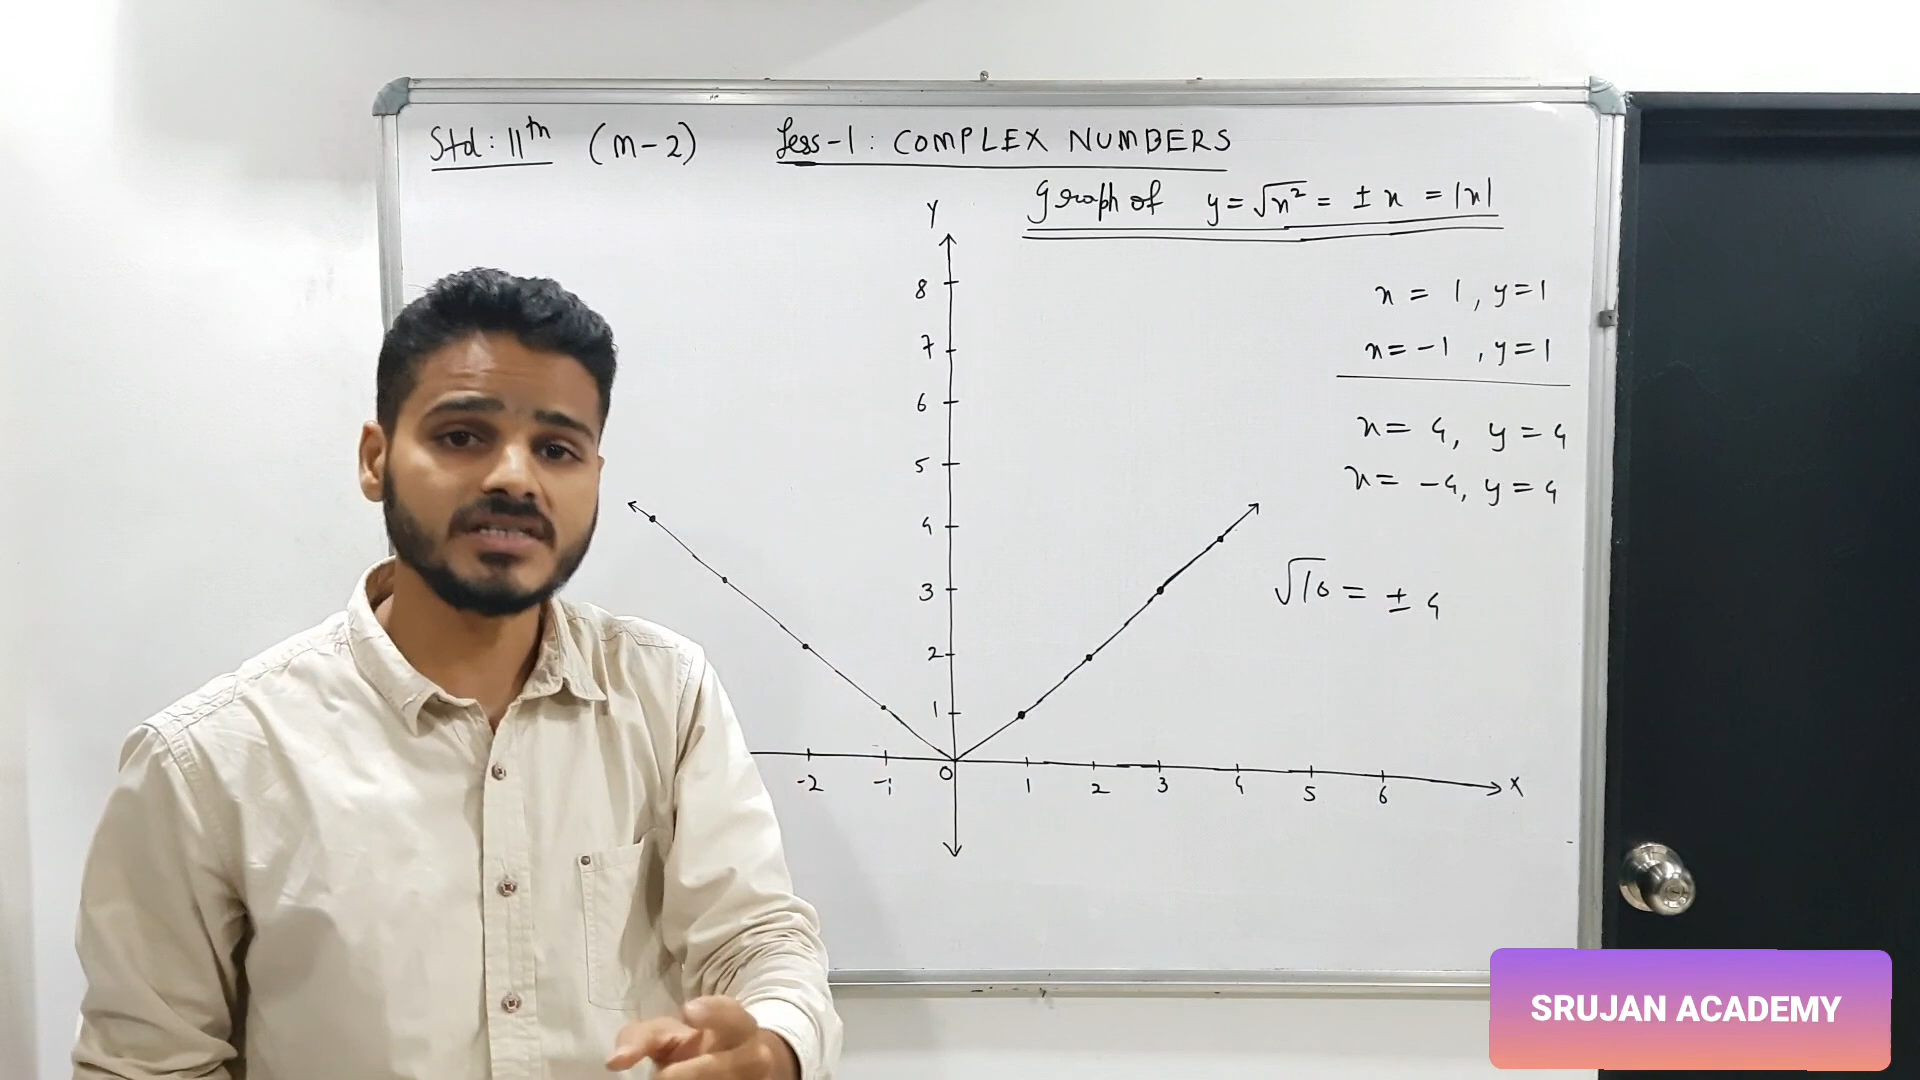 Std: 11th (M-2) Less-1: COMPLEX NUMBERS
Graph of y = √x² = ± x = |x|
Y
8
7
6
5
4
3
2
1
-2 -1 0 1 2 3 4 5 6 X
x = 1, y=1
x = -1, y=1
x = 4, y = 4
x = -4, y = 4
√16 = ± 4
SRUJAN ACADEMY